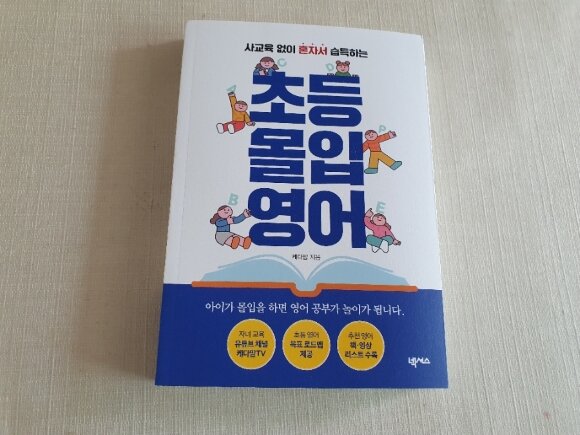 사교육 없이 혼자서 습득하는
초등
몰입
영어
C
D
A
P
B
E
케다맘 지음
아이가 몰입을 하면 영어 공부가 놀이가 됩니다.
자녀 교육
유튜브 채널
케다맘TV
초등 영어
목표 로드맵
제공
추천 영어
책·영상
리스트 수록
넥서스